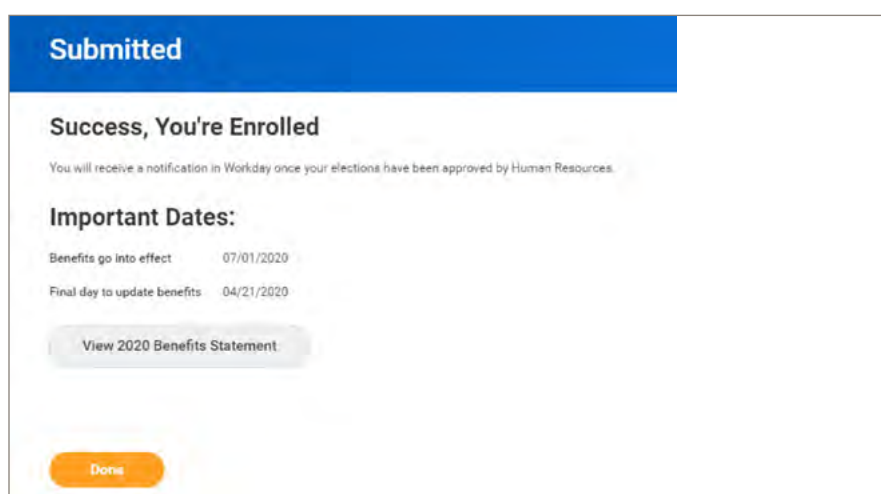 Submitted
Success, You're Enrolled
You will receive a notification in Workday once your elections have been approved by Human Resources.
Important Dates:
Benefits go into effect 07/01/2020
Final day to update benefits 04/21/2020
View 2020 Benefits Statement
Done